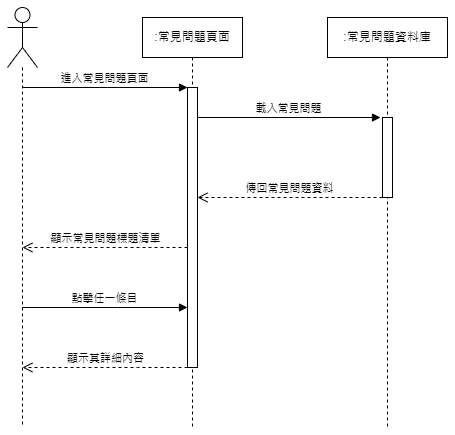 :常見問題頁面
:常見問題資料庫
進入常見問題頁面
載入常見問題
傳回常見問題資料
顯示常見問題標題清單
點擊任一條目
顯示其詳細內容